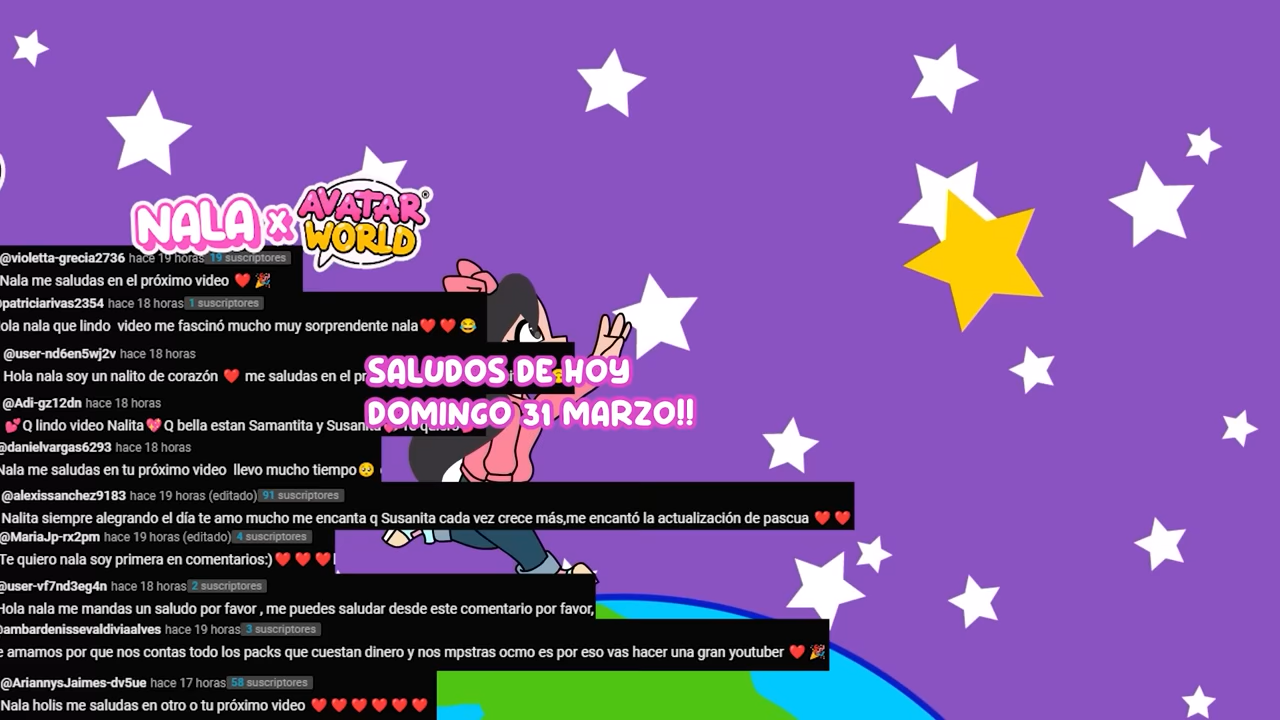 NALA x AVATAR WORLD®
@violetta-grecia2736 hace 19 horas 19 suscriptores
Nala me saludas en el próximo video ❤️ 🎉
patriciarivas2354 hace 18 horas 1 suscriptores
ola nala que lindo video me fascinó mucho muy sorprendente nala❤️ ❤️ 😂
@user-nd6en5wj2v hace 18 horas
Hola nala soy un nalito de corazón ❤️ me saludas en el pr
SALUDOS DE HOY
@Adi-gz12dn hace 18 horas
DOMINGO 31 MARZO!!
💕Q lindo video Nalita💖Q bella estan Samantita y Susan
@danielvargas6293 hace 18 horas
Nala me saludas en tu próximo video llevo mucho tiempo🥺
@alexissanchez9183 hace 19 horas (editado) 91 suscriptores
Nalita siempre alegrando el día te amo mucho me encanta q Susanita cada vez crece más,me encantó la actualización de pascua ❤️ ❤️
@MariaJp-rx2pm hace 19 horas (editado) 4 suscriptores
Te quiero nala soy primera en comentarios:)❤️ ❤️ ❤️
@user-vf7nd3eg4n hace 18 horas 2 suscriptores
Hola nala me mandas un saludo por favor , me puedes saludar desde este comentario por favor,
ambardenissevaldiviaalves hace 19 horas 3 suscriptores
e amamos por que nos contas todo los packs que cuestan dinero y nos mpstras ocmo es por eso vas hacer una gran youtuber ❤️ 🎉
@AriannysJaimes-dv5ue hace 17 horas 58 suscriptores
Nala holis me saludas en otro o tu próximo video ❤️ ❤️ ❤️ ❤️ ❤️ ❤️